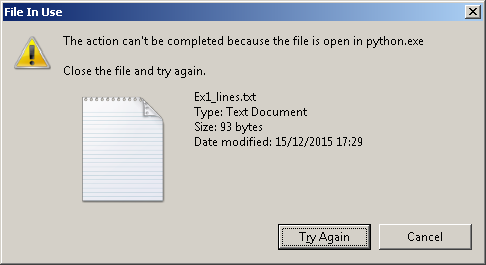 File In Use
The action can't be completed because the file is open in python.exe
Close the file and try again.
Ex1_lines.txt
Type: Text Document
Size: 93 bytes
Date modified: 15/12/2015 17:29
Try Again
Cancel